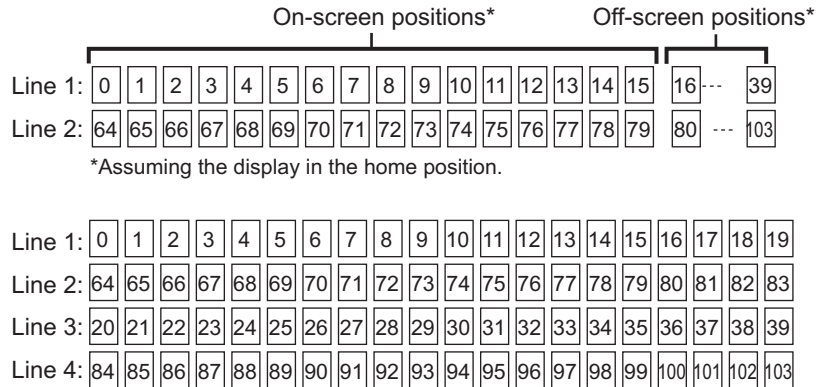 On-screen positions* Off-screen positions*
Line 1: 0 1 2 3 4 5 6 7 8 9 10 11 12 13 14 15 16 --- 39
Line 2: 64 65 66 67 68 69 70 71 72 73 74 75 76 77 78 79 80 --- 103
*Assuming the display in the home position.
Line 1: 0 1 2 3 4 5 6 7 8 9 10 11 12 13 14 15 16 17 18 19
Line 2: 64 65 66 67 68 69 70 71 72 73 74 75 76 77 78 79 80 81 82 83
Line 3: 20 21 22 23 24 25 26 27 28 29 30 31 32 33 34 35 36 37 38 39
Line 4: 84 85 86 87 88 89 90 91 92 93 94 95 96 97 98 99 100 101 102 103